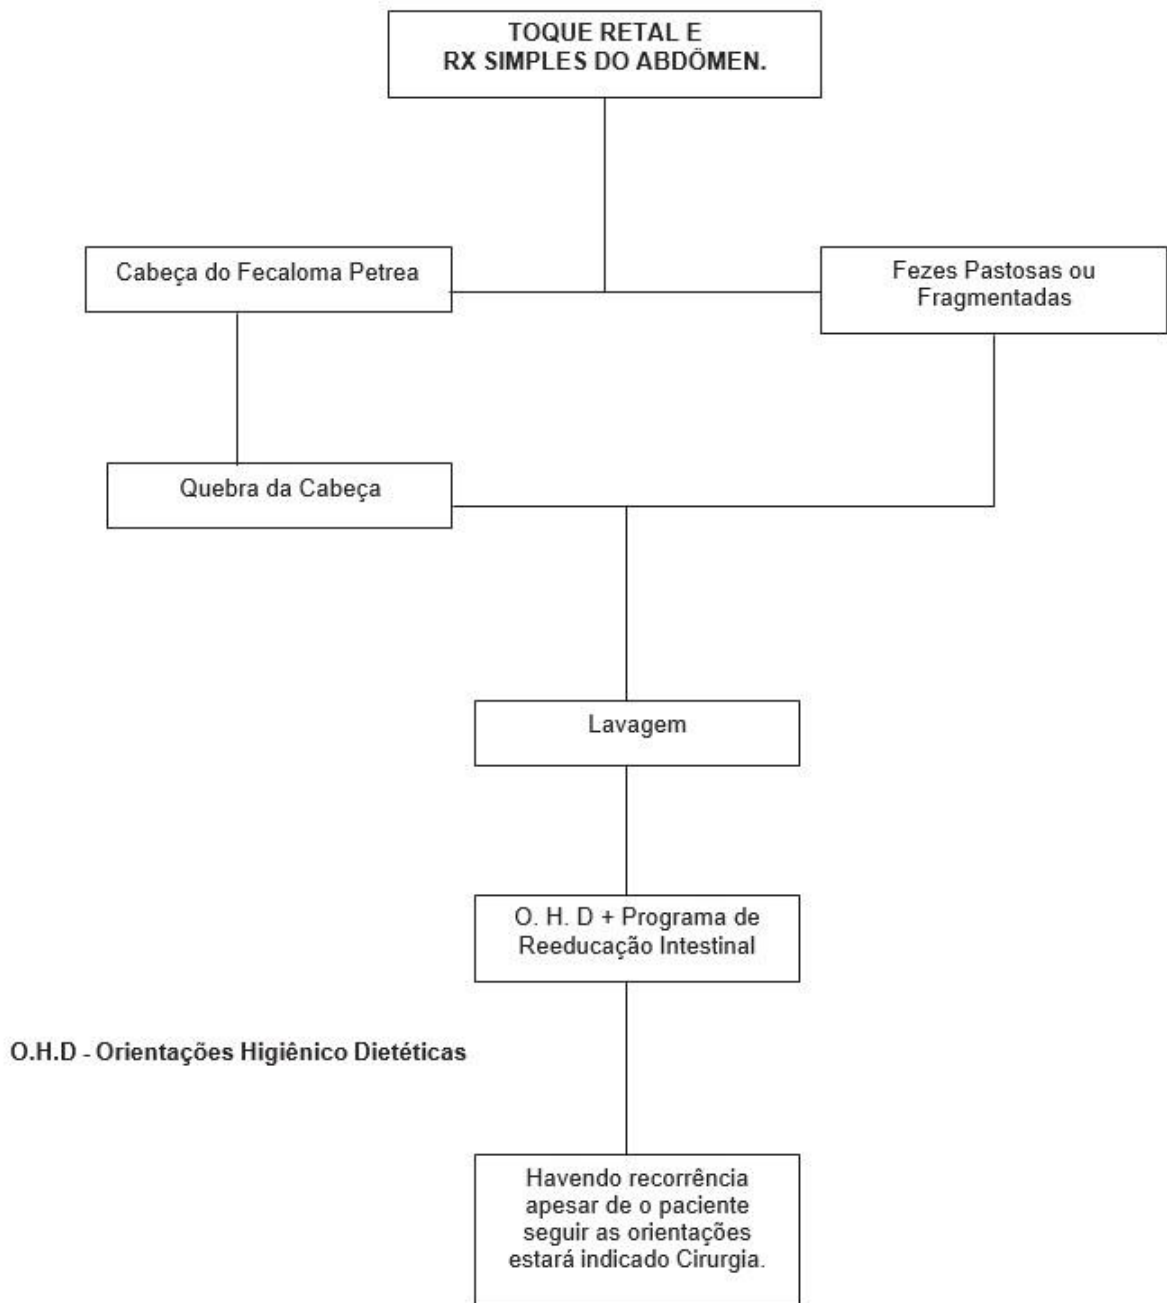 TOQUE RETAL E
RX SIMPLES DO ABDÔMEN.
Cabeça do Fecaloma Petrea
Fezes Pastosas ou
Fragmentadas
Quebra da Cabeça
Lavagem
O. H. D + Programa de
Reeducação Intestinal
O.H.D - Orientações Higiênico Dietéticas
Havendo recorrência
apesar de o paciente
seguir as orientações
estará indicado Cirurgia.